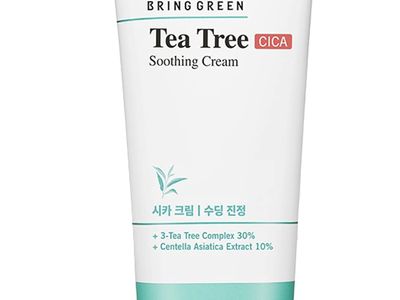 BRING GREEN
Tea Tree CICA
Soothing Cream
시카 크림 | 수딩 진정
+ 3-Tea Tree Complex 30%
+ Centella Asiatica Extract 10%